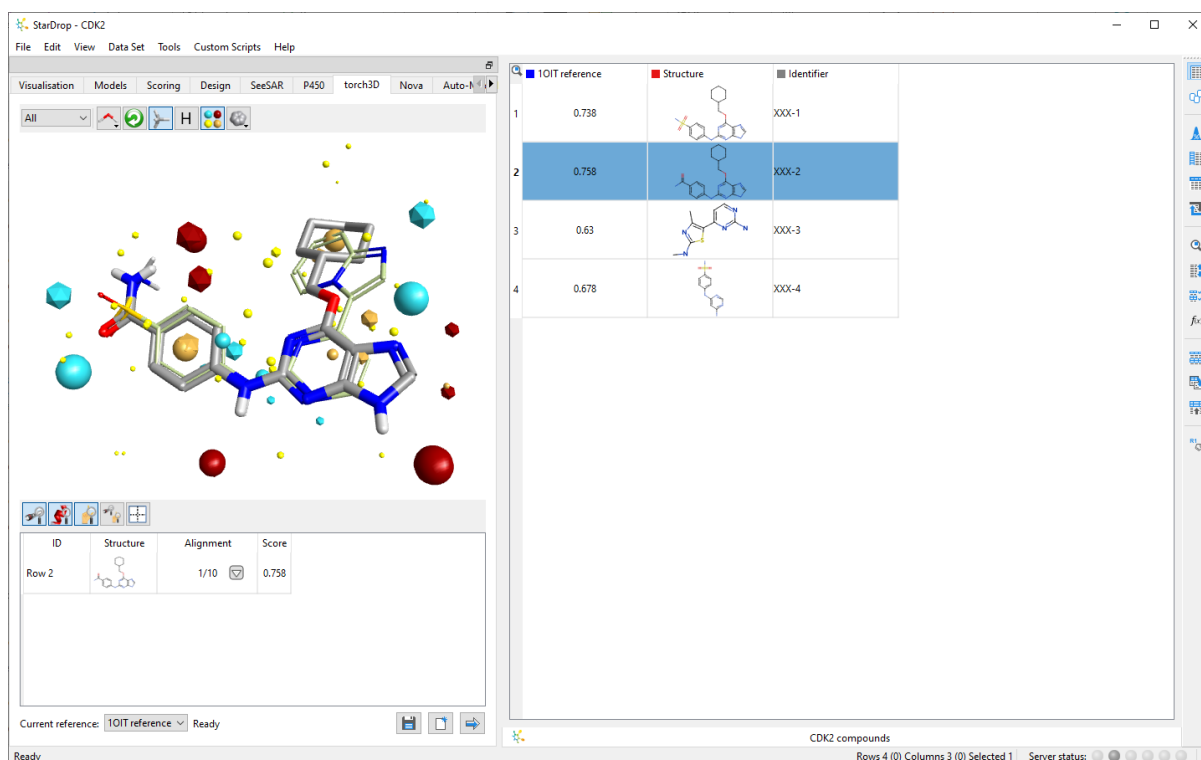 StarDrop - CDK2
File Edit View Data Set Tools Custom Scripts Help
Visualisation Models Scoring Design SeeSAR P450 torch3D Nova
All H
1OIT reference Structure Identifier
1 0.738 XXX-1
2 0.758 XXX-2
3 0.63 XXX-3
4 0.678 XXX-4
ID Structure Alignment Score
Row 2 1/10 0.758
Current reference: 1OIT reference Ready
CDK2 compounds
Ready Rows 4 (0) Columns 3 (0) Selected 1 Server status: